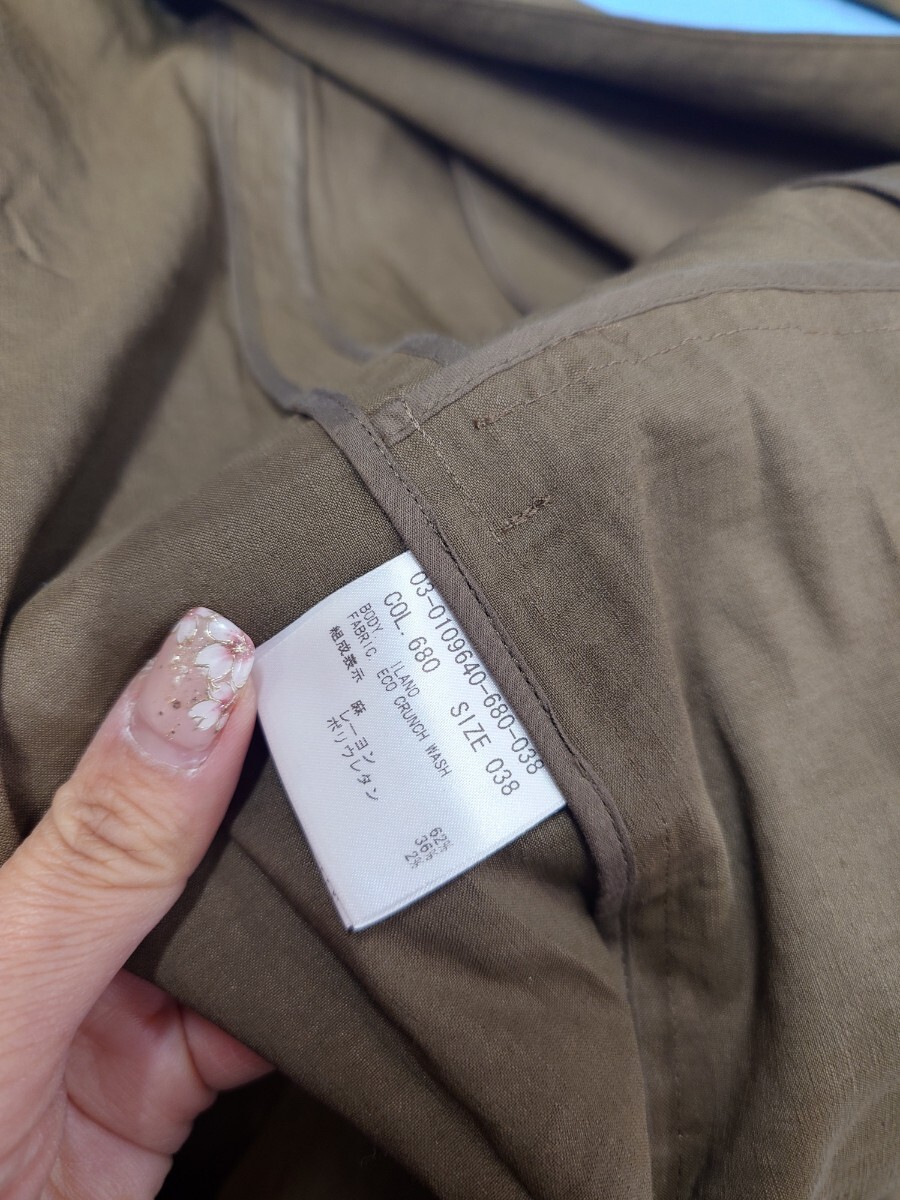 03-0109640-680-038
COL. 680 SIZE 038
BODY. ILANO
FABRIC. ECO CRUNCH WASH
組成表示 麻 62%
レーヨン 36%
ポリウレタン 2%